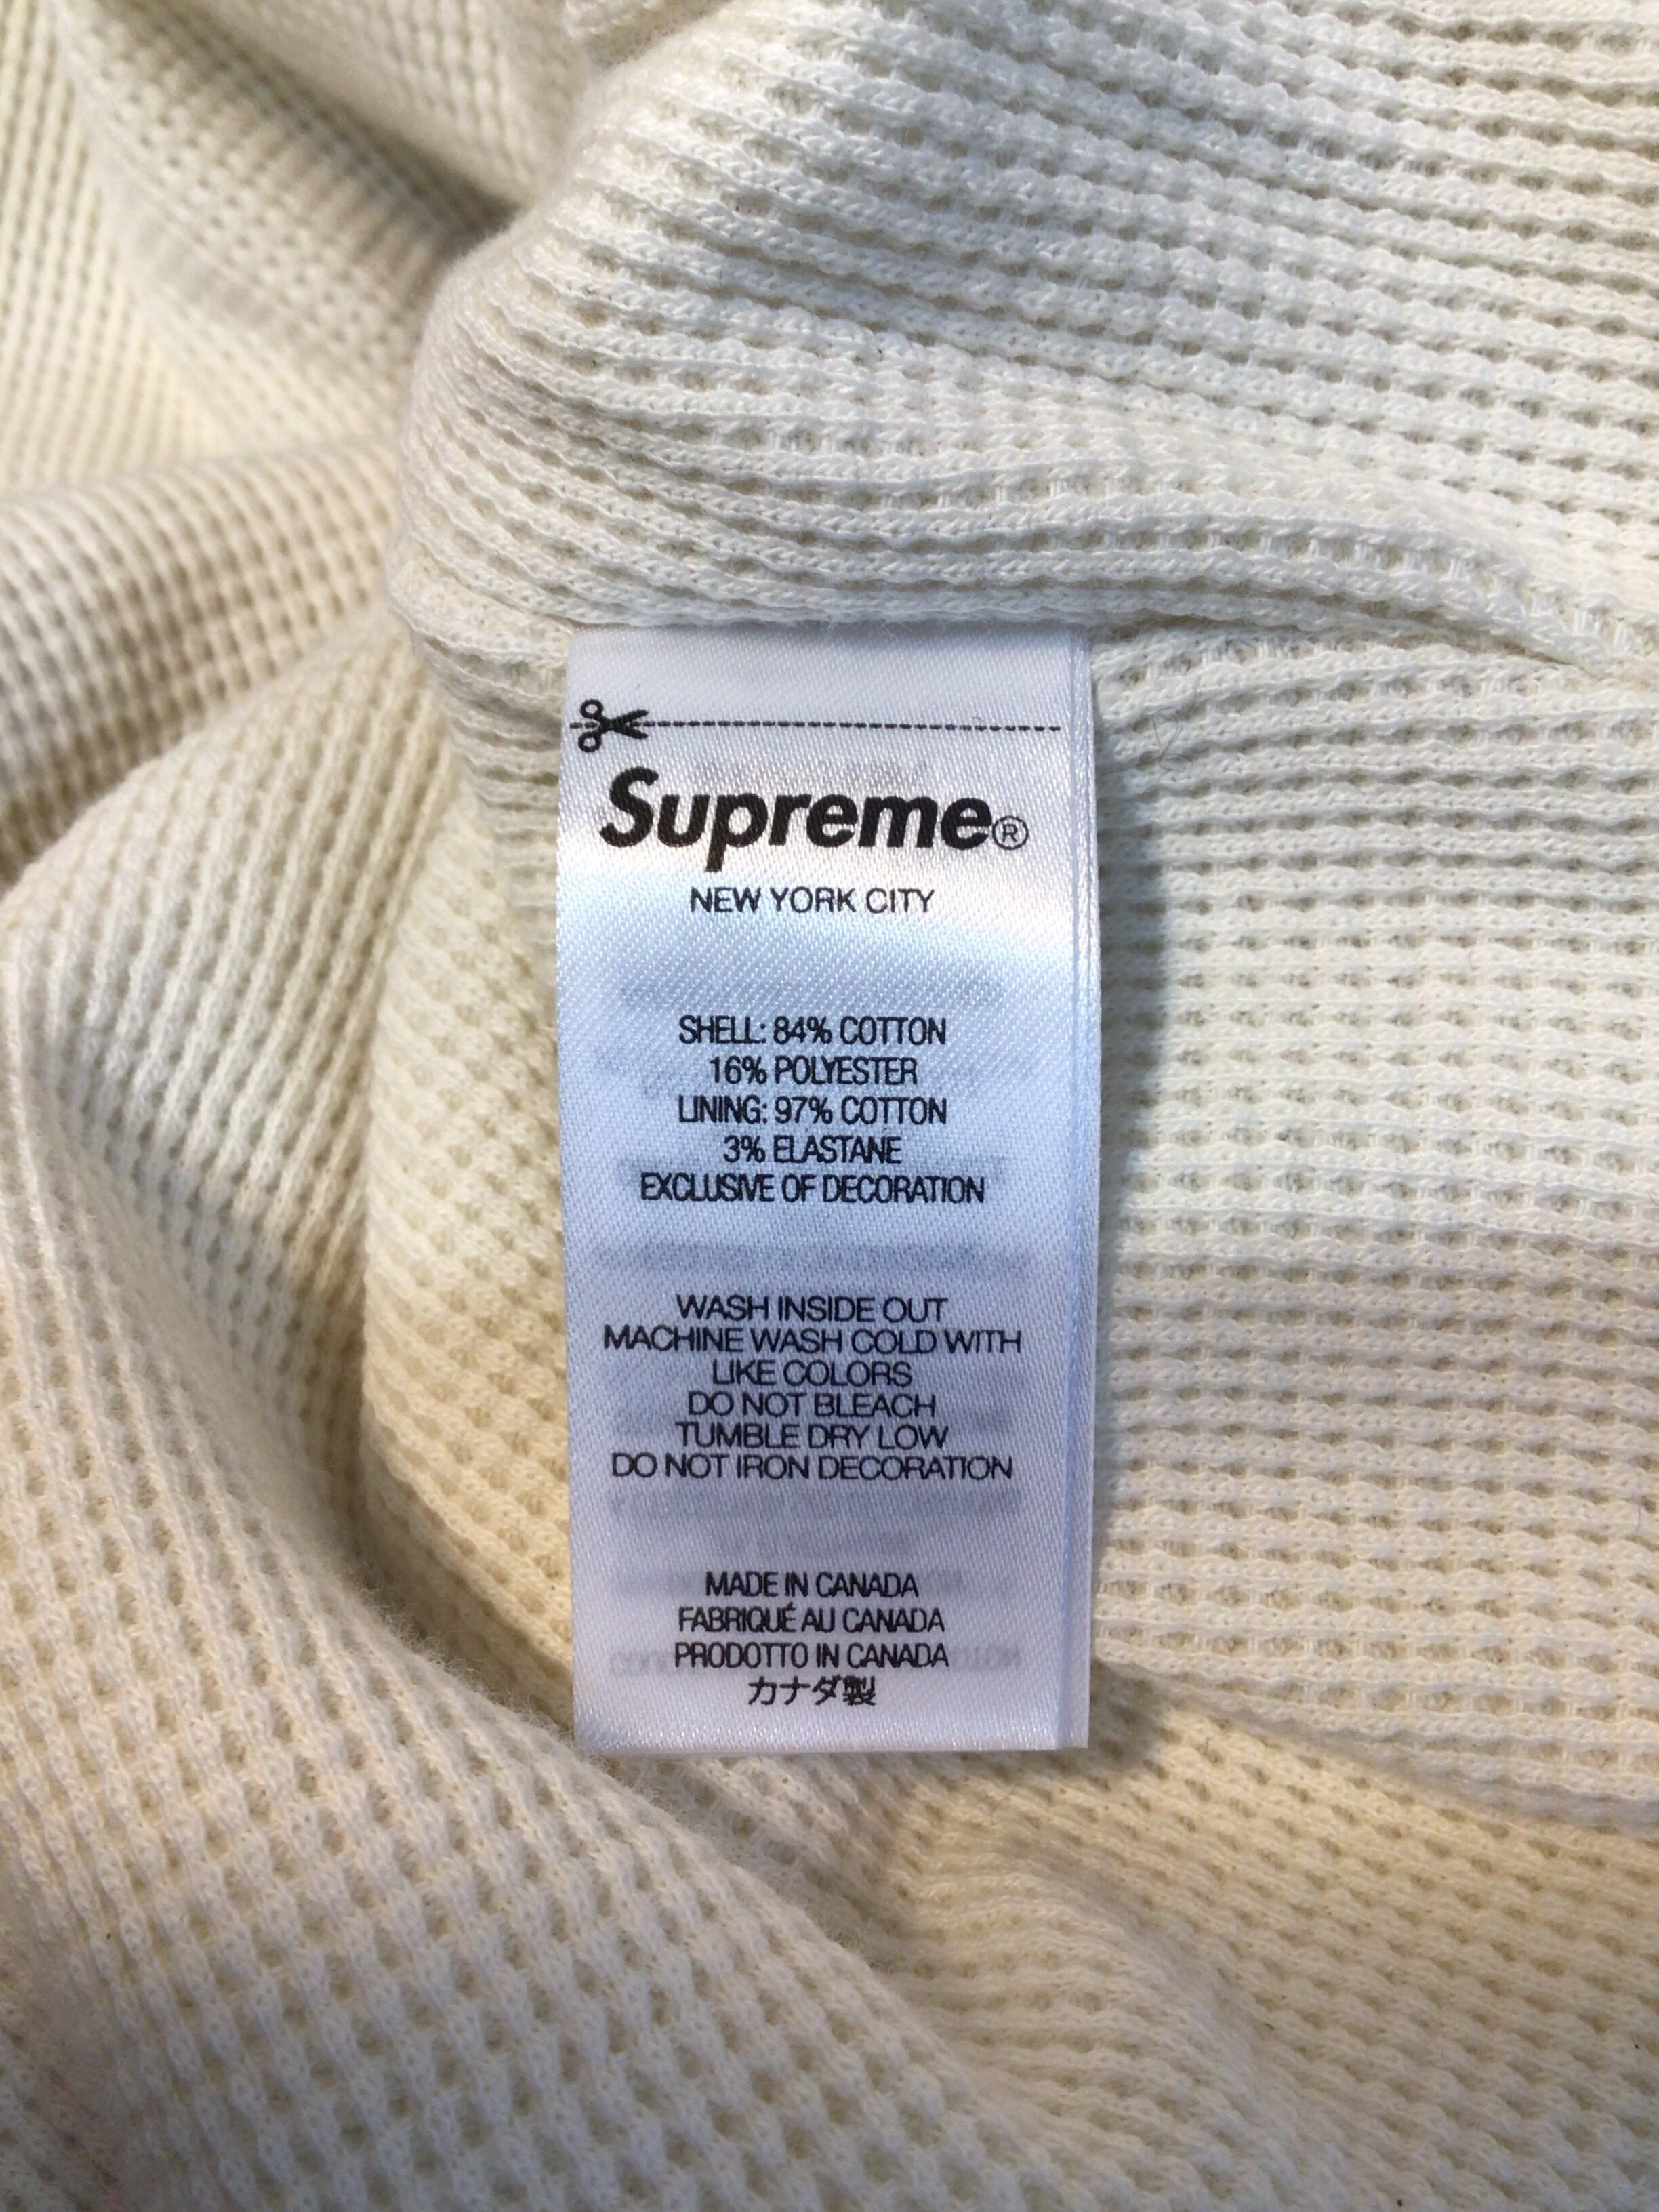 Supreme®
NEW YORK CITY
SHELL: 84% COTTON
16% POLYESTER
LINING: 97% COTTON
3% ELASTANE
EXCLUSIVE OF DECORATION
WASH INSIDE OUT
MACHINE WASH COLD WITH
LIKE COLORS
DO NOT BLEACH
TUMBLE DRY LOW
DO NOT IRON DECORATION
MADE IN CANADA
FABRIQUÉ AU CANADA
PRODOTTO IN CANADA
カナダ製